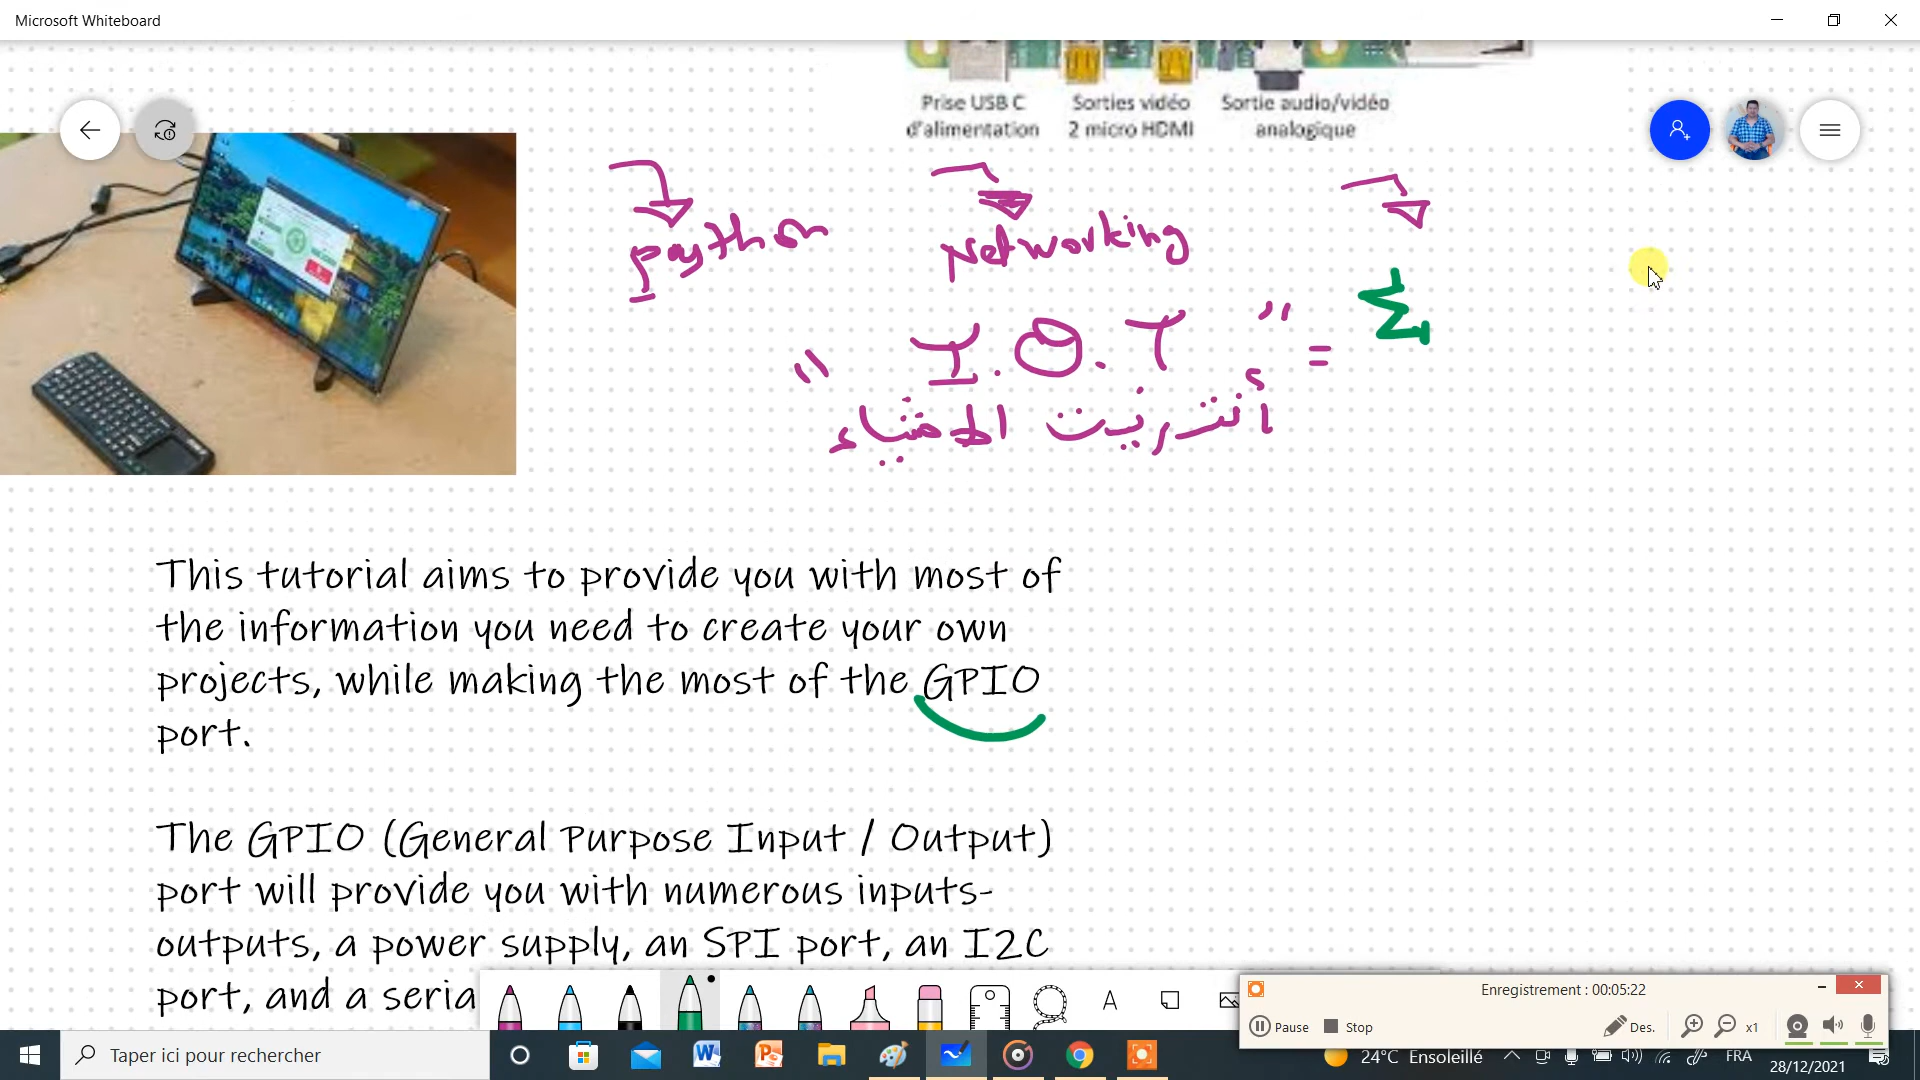 Microsoft Whiteboard
Prise USB C
d'alimentation
Sorties vidéo
2 micro HDMI
Sortie audio/vidéo
analogique
paython
Networking
" I.O.T " = Σ
أنترنيت الأشياء
This tutorial aims to provide you with most of
the information you need to create your own
projects, while making the most of the GPIO
port.
The GPIO (General Purpose Input / Output)
port will provide you with numerous inputs-
outputs, a power supply, an SPI port, an I2C
port, and a seria
Enregistrement : 00:05:22
Pause
Stop
Des.
x1
Taper ici pour rechercher
24°C Ensoleillé
FRA
28/12/2021